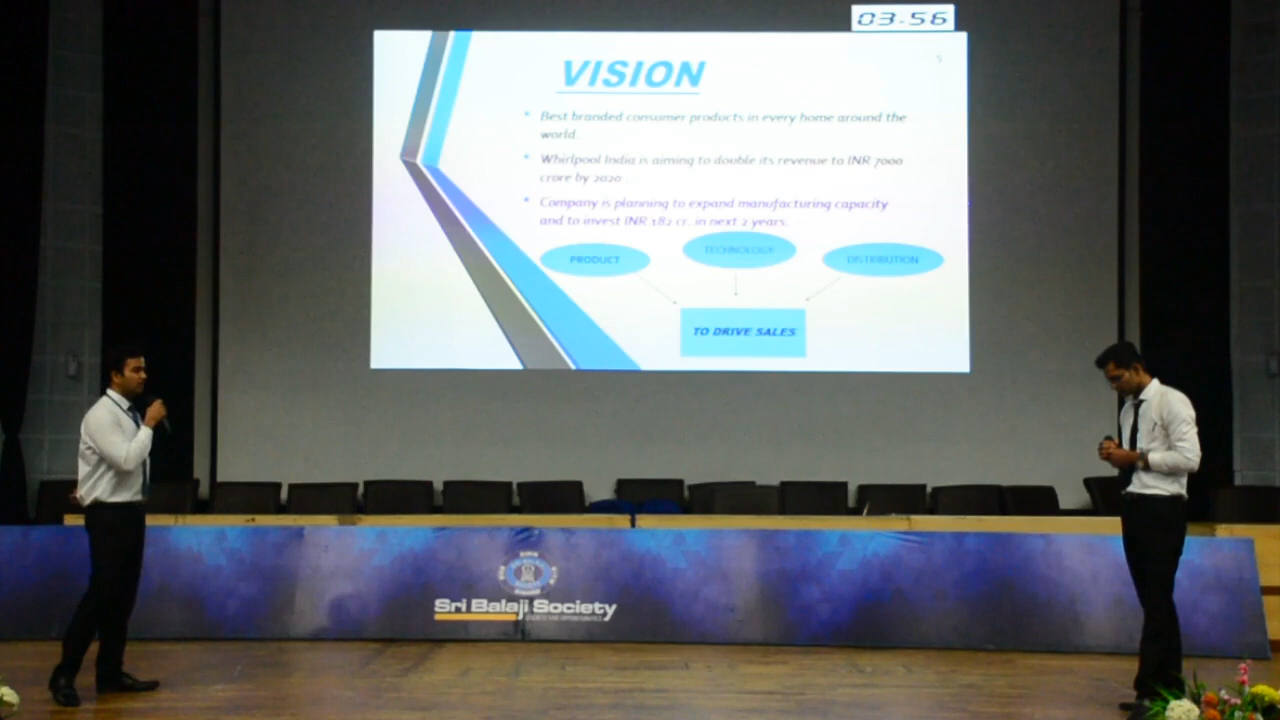 03-56
5
VISION
Best branded consumer products in every home around the
world.
Whirlpool India is aiming to double its revenue to INR 7000
crore by 2020 .
Company is planning to expand manufacturing capacity
and to invest INR 182 cr. in next 2 years.
PRODUCT
TECHNOLOGY
DISTRIBUTION
TO DRIVE SALES
Sri Balaji Society